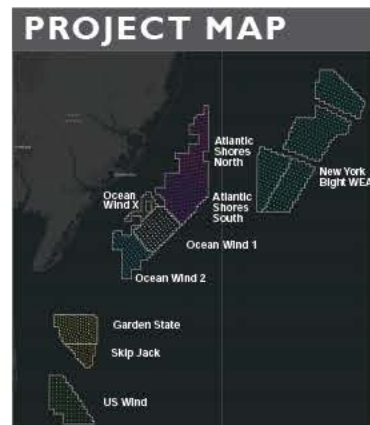 PROJECT MAP
Atlantic
Shores
North
New York
Bight WEA
Ocean
Wind X
Atlantic
Shores
South
Ocean Wind 1
Ocean Wind 2
Garden State
Skip Jack
US Wind